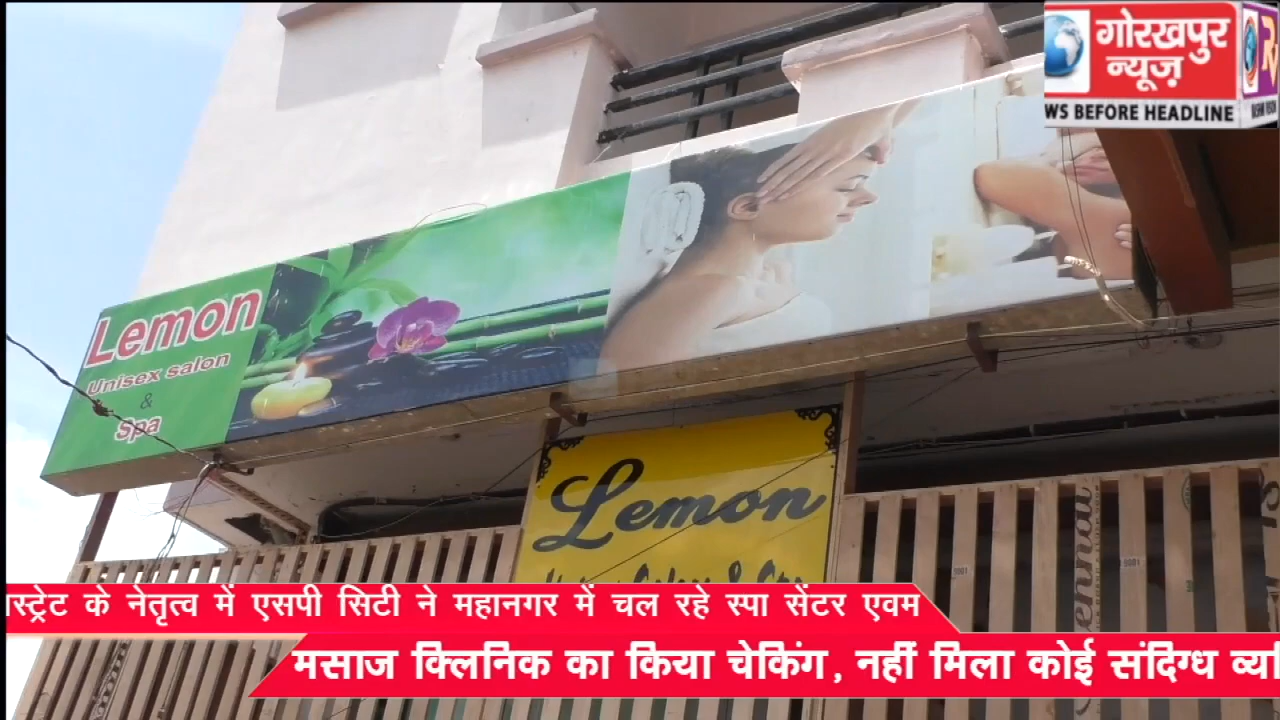 गोरखपुर
न्यूज़
WS BEFORE HEADLINE
Lemon
Unisex salon
&
Spa
Lemon
स्ट्रेट के नेतृत्व में एसपी सिटी ने महानगर में चल रहे स्पा सेंटर एवम
मसाज क्लिनिक का किया चेकिंग, नहीं मिला कोई संदिग्ध